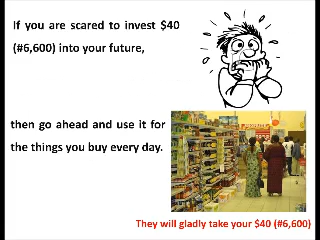 If you are scared to invest $40
(#6,600) into your future,
then go ahead and use it for
the things you buy every day.
They will gladly take your $40 (#6,600)